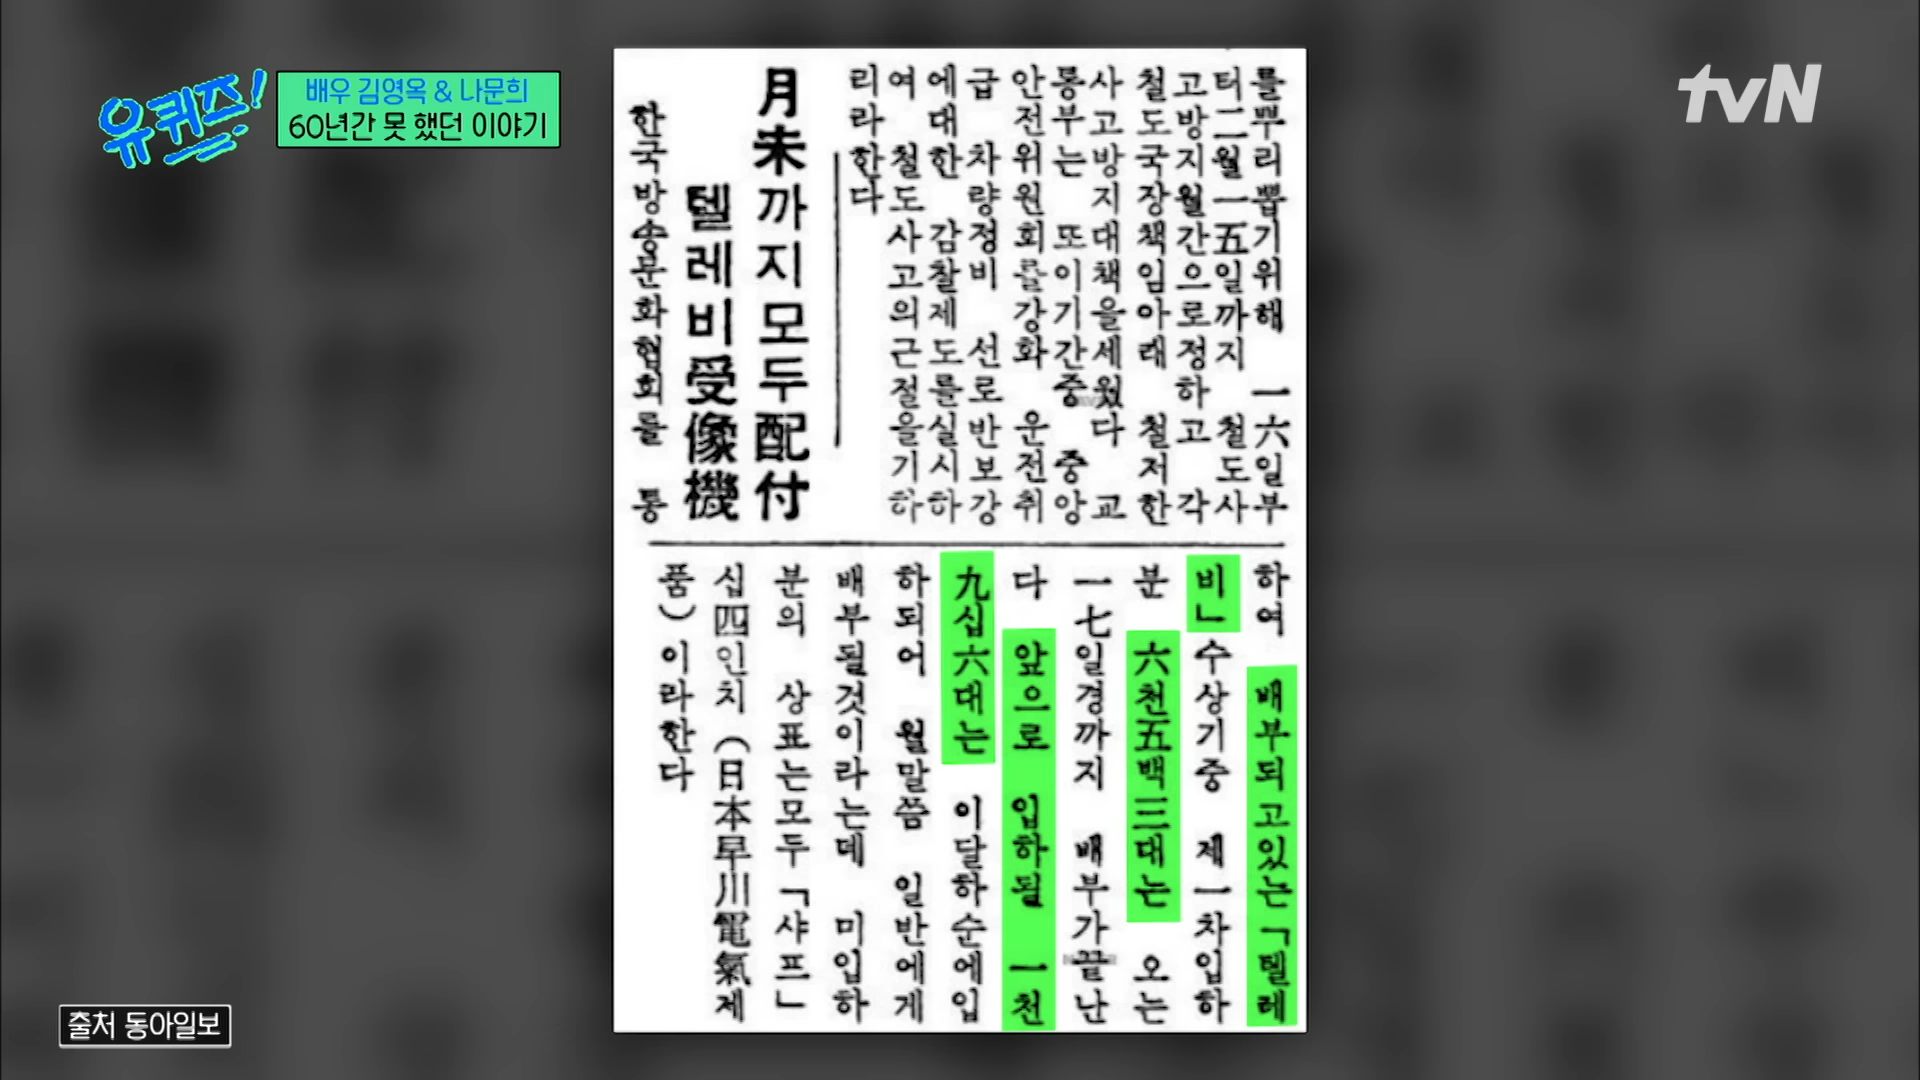 유퀴즈!
배우 김영옥 & 나문희
60년간 못 했던 이야기
tvN
를뿌리뽑기위해 一六일부
터二월一五일까지 철도사
고방지월간으로정하고 각
철도국장책임아래 철저한
사고방지대책을세웠다 교
통부는 또이기간중 중앙
안전위원회를강화 운전취
급 차량정비 선로반보강
에대한 감찰제도를실시하
여 철도사고의근절을기하
리라한다
月末까지모두配付
텔레비受像機
한국방송문화협회를 통
하여 배부되고있는「텔레
비」수상기중 제一차입하
분 六천五백三대는 오는
一七일경까지 배부가끝난
다 앞으로 입하될 一천
九십六대는 이달하순에입
하되어 월말쯤 일반에게
배부될것이라는데 미입하
분의 상표는모두「샤프」
십四인치(日本早川電氣제
품)이라한다
출처 동아일보